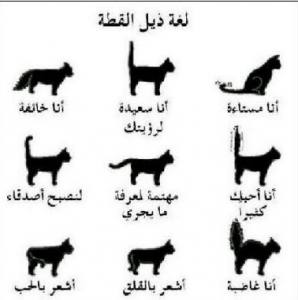 لغة ذيل القطة
أنا مستاءة
أنا سعيدة
لرؤيتك
أنا خائفة
أنا أحبك
كثيرا
مهتمة لمعرفة
ما يجري
لنصبح أصدقاء
أنا غاضبة
أشعر بالقلق
أشعر بالحب